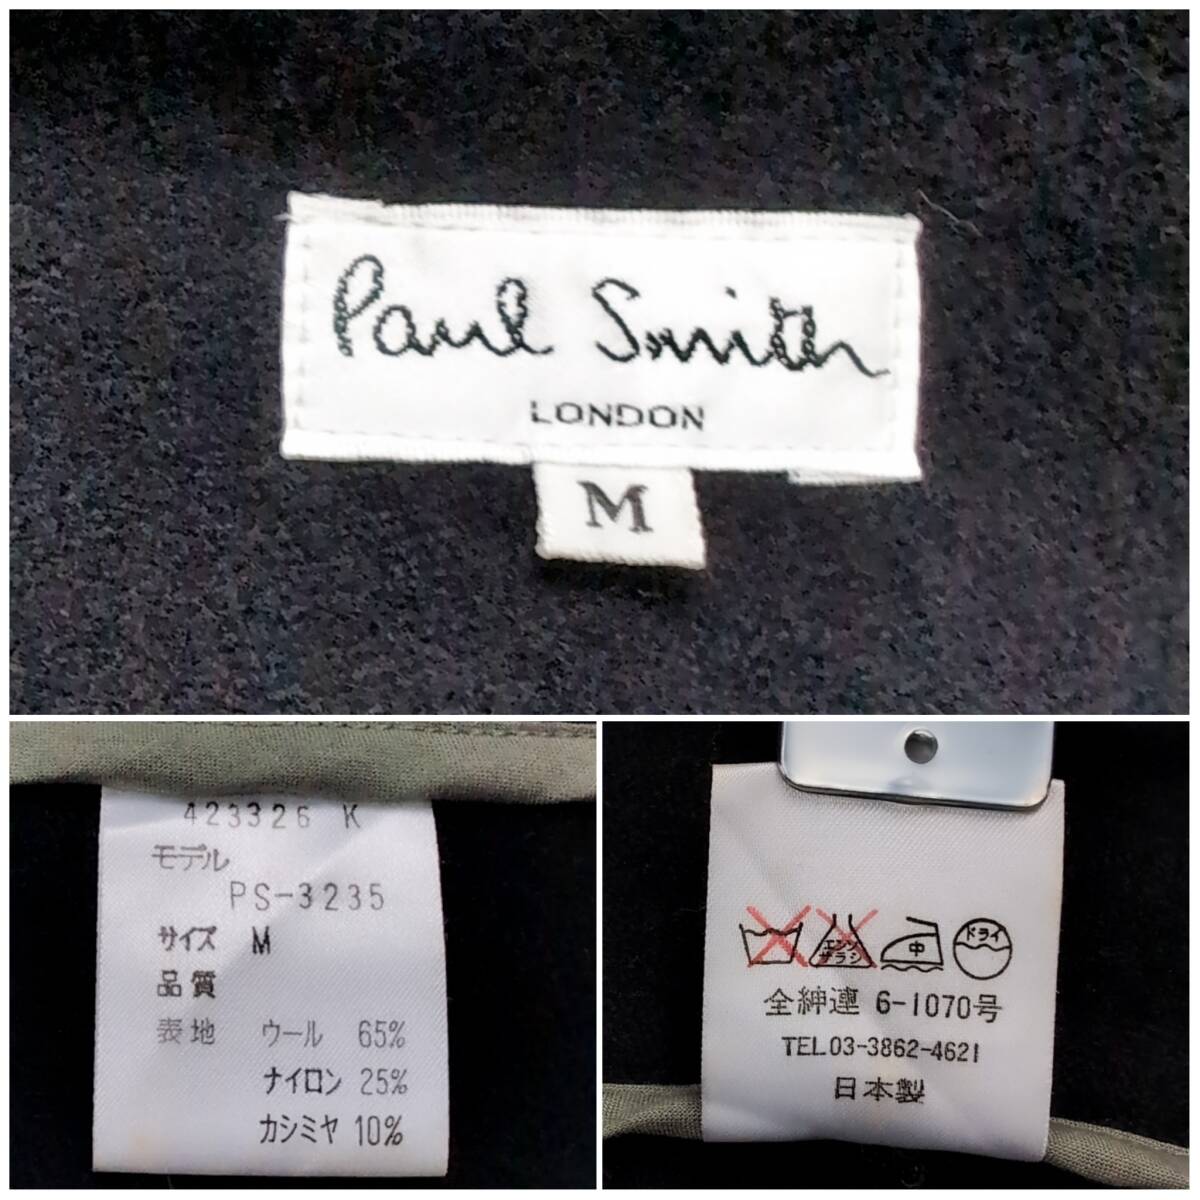 Paul Smith
LONDON
M
423326 K
モデル
PS-3235
サイズ M
品質
表地 ウール 65%
ナイロン 25%
カシミヤ 10%
エンソ サラシ 中 ドライ
全紳連 6-1070号
TEL03-3862-4621
日本製